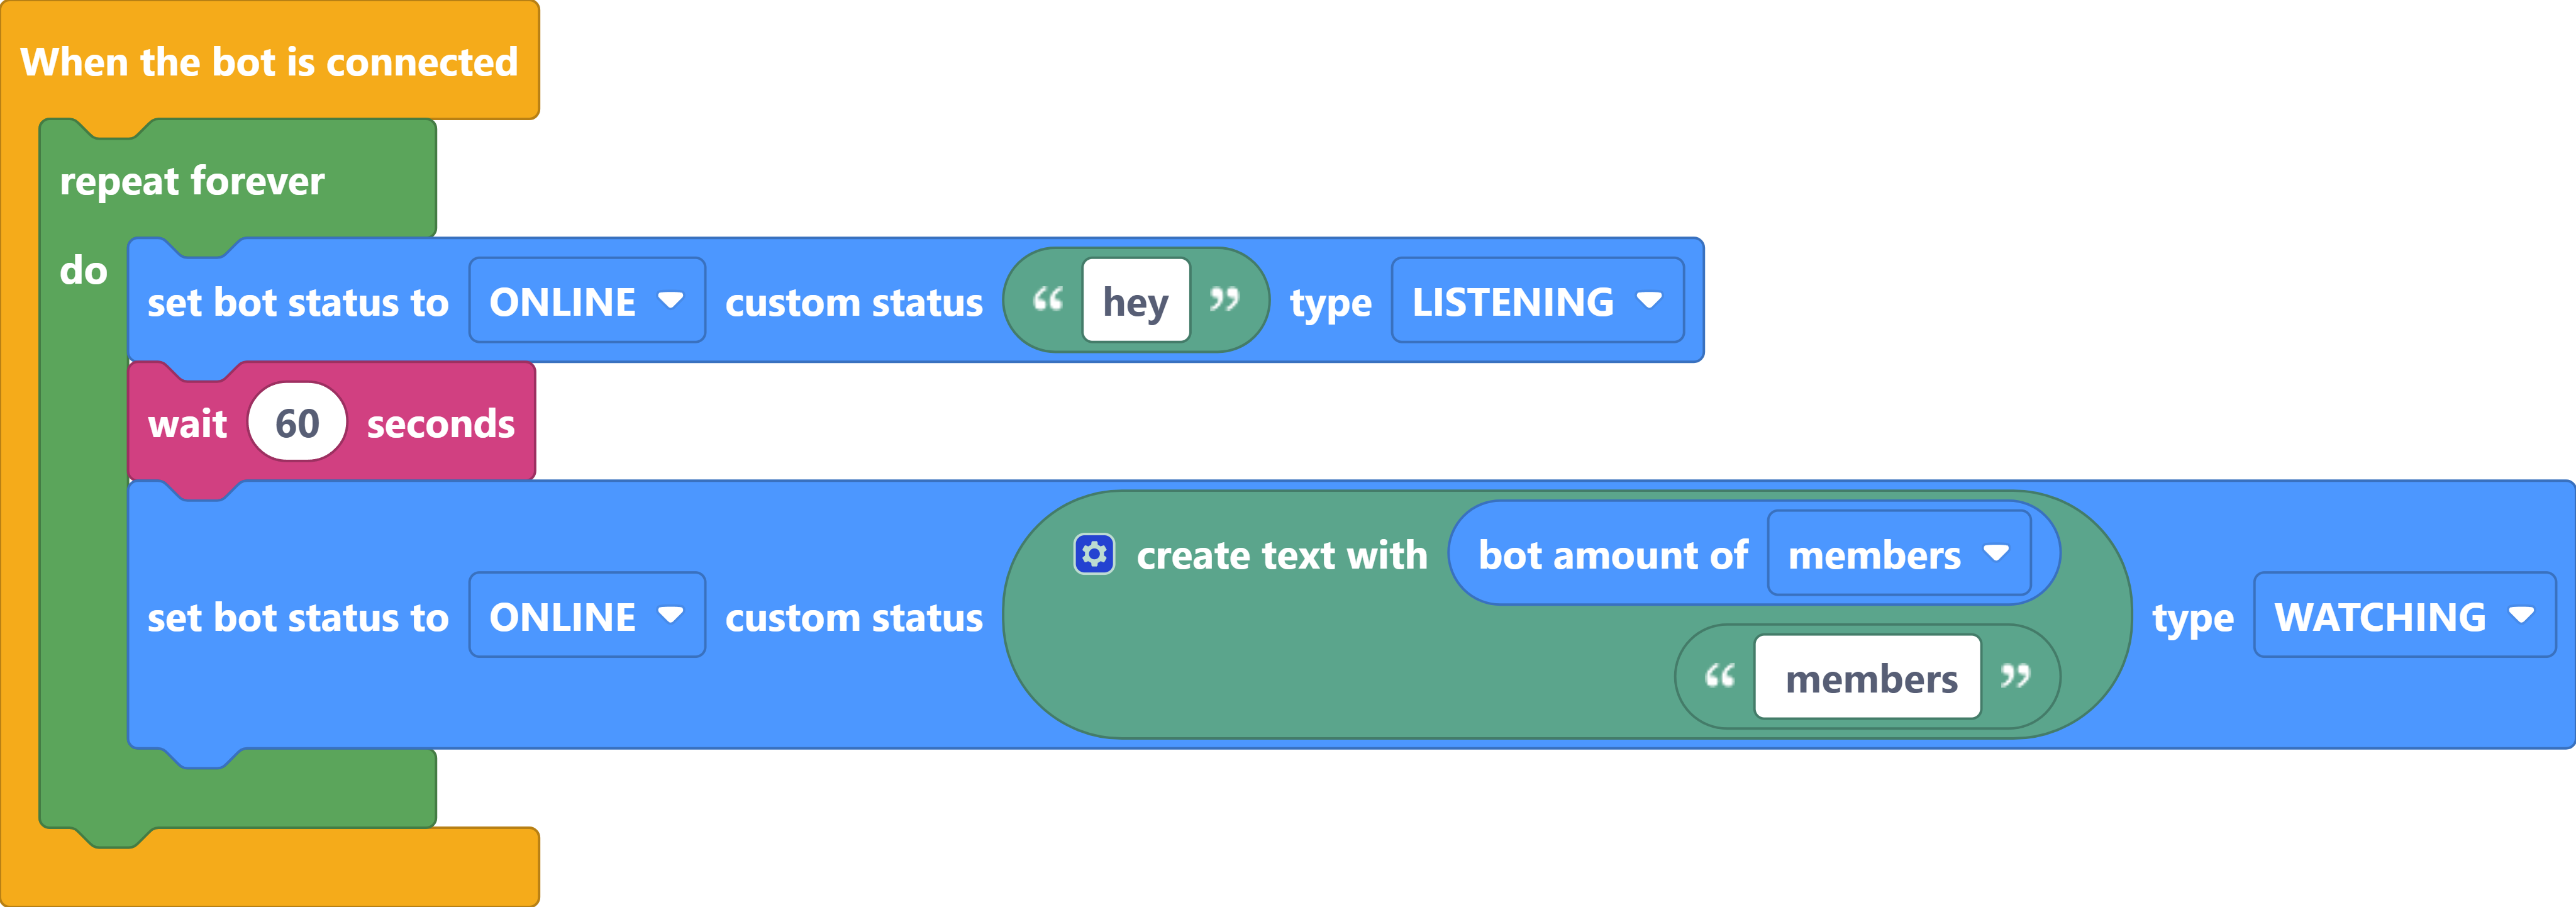 When the bot is connected
repeat forever
do
set bot status to ONLINE custom status “ hey ” type LISTENING
wait 60 seconds
create text with bot amount of members
set bot status to ONLINE custom status type WATCHING
“ members ”